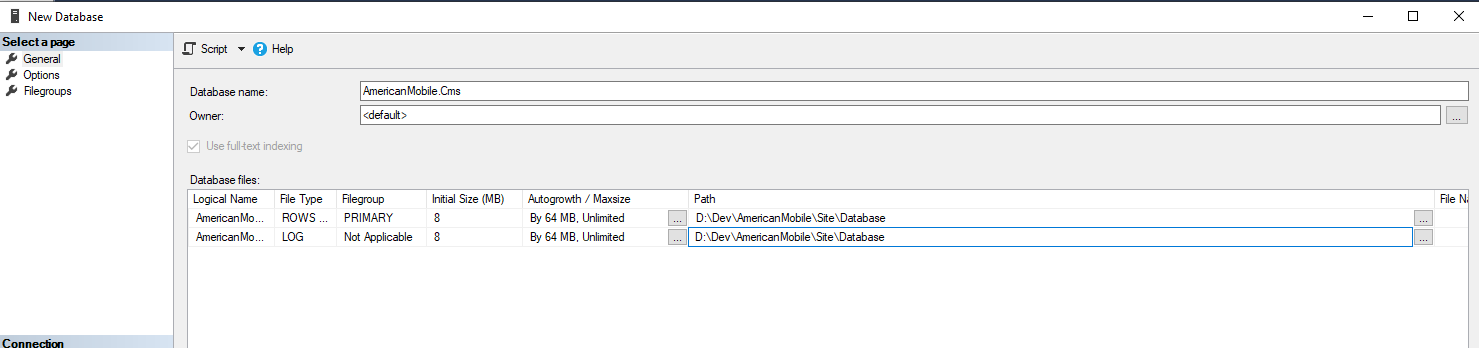 New Database
Select a page
General
Options
Filegroups
Script
Help
Database name: AmericanMobile.Cms
Owner: <default> ...
Use full-text indexing
Database files:
Logical Name File Type Filegroup Initial Size (MB) Autogrowth / Maxsize Path File Na
AmericanMo... ROWS ... PRIMARY 8 By 64 MB, Unlimited ... D:\Dev\AmericanMobile\Site\Database ...
AmericanMo... LOG Not Applicable 8 By 64 MB, Unlimited ... D:\Dev\AmericanMobile\Site\Database ...
Connection